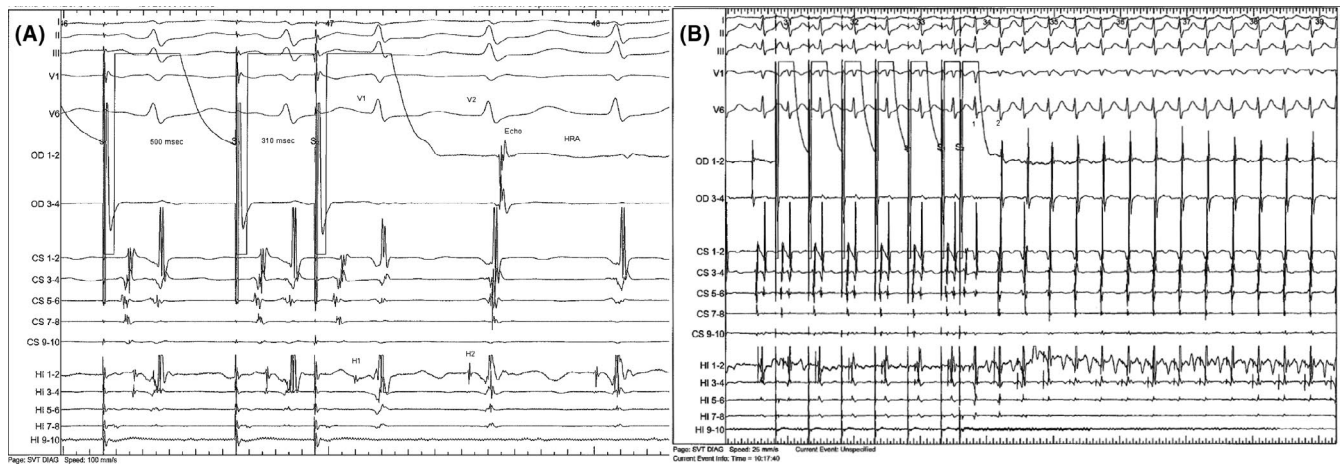 (A)
46 47 48
I
II
III
V1
V6
OD 1-2
OD 3-4
CS 1-2
CS 3-4
CS 5-6
CS 7-8
CS 9-10
HI 1-2
HI 3-4
HI 5-6
HI 7-8
HI 9-10
500 msec
310 msec
V1
V2
Echo
HRA
H1
H2
Page: SVT DIAG Speed: 100 mm/s
(B)
31 32 33 34 35 36 37 38 39
I
II
III
V1
V6
OD 1-2
OD 3-4
CS 1-2
CS 3-4
CS 5-6
CS 7-8
CS 9-10
HI 1-2
HI 3-4
HI 5-6
HI 7-8
HI 9-10
1
2
Page: SVT DIAG Speed: 25 mm/s Current Event: Unspecified
Current Event Info: Time = 10:17:40